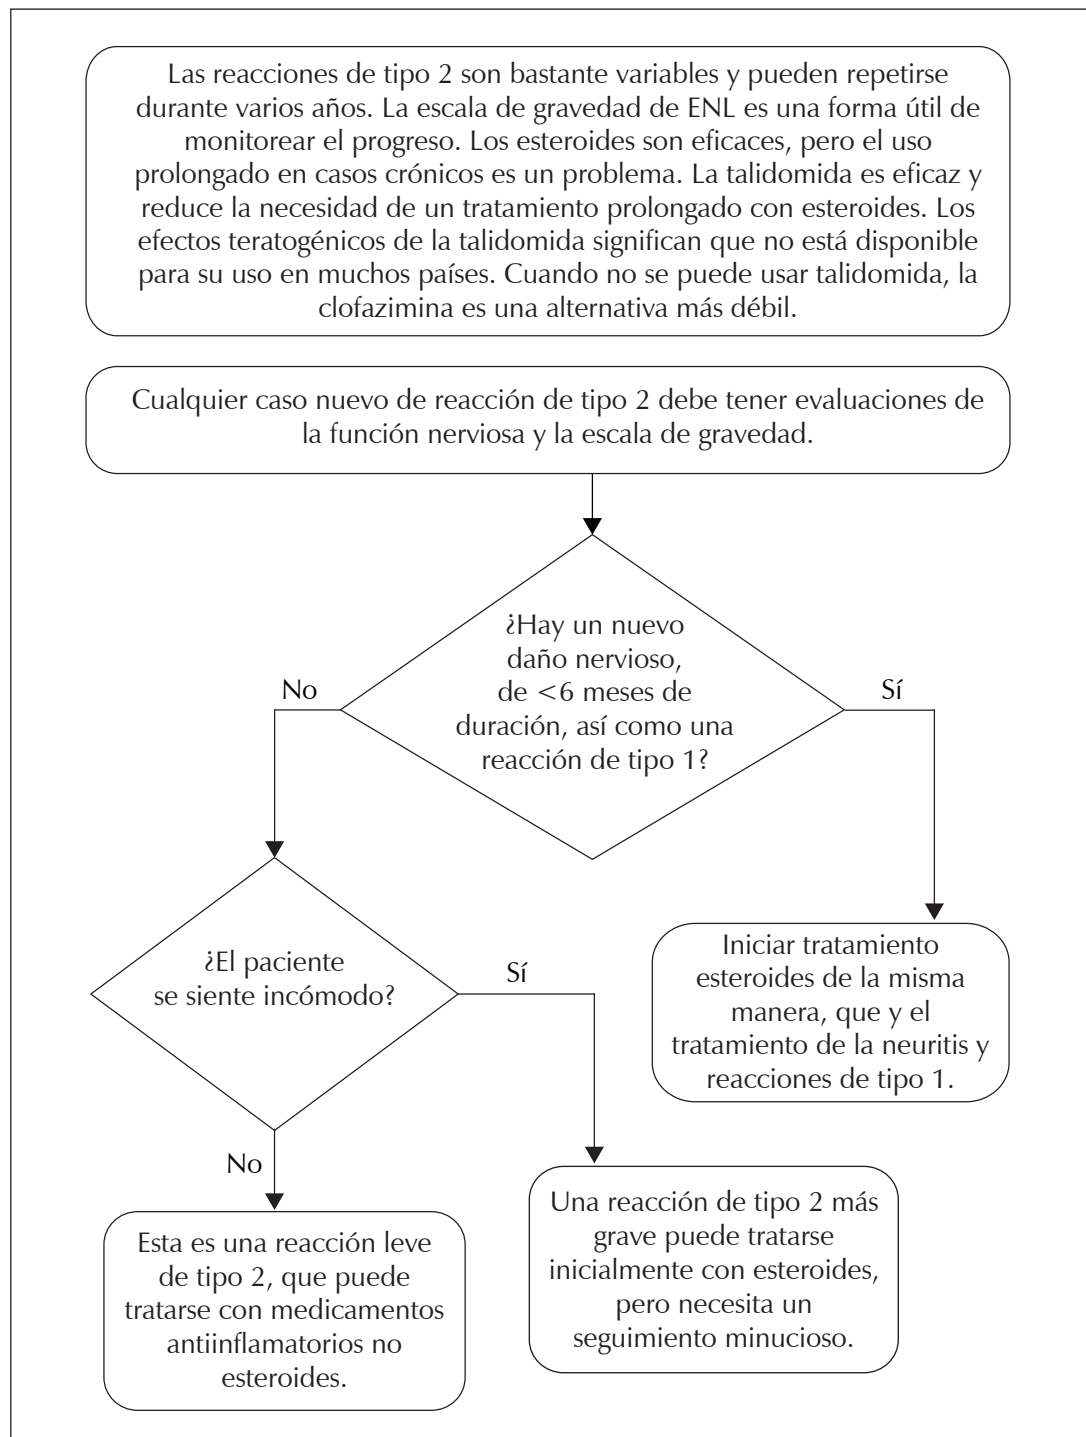 Las reacciones de tipo 2 son bastante variables y pueden repetirse
durante varios años. La escala de gravedad de ENL es una forma útil de
monitorear el progreso. Los esteroides son eficaces, pero el uso
prolongado en casos crónicos es un problema. La talidomida es eficaz y
reduce la necesidad de un tratamiento prolongado con esteroides. Los
efectos teratogénicos de la talidomida significan que no está disponible
para su uso en muchos países. Cuando no se puede usar talidomida, la
clofazimina es una alternativa más débil.
Cualquier caso nuevo de reacción de tipo 2 debe tener evaluaciones de
la función nerviosa y la escala de gravedad.
¿Hay un nuevo
daño nervioso,
de <6 meses de
duración, así como una
reacción de tipo 1?
No
Sí
¿El paciente
se siente incómodo?
Sí
No
Iniciar tratamiento
esteroides de la misma
manera, que y el
tratamiento de la neuritis y
reacciones de tipo 1.
Una reacción de tipo 2 más
grave puede tratarse
inicialmente con esteroides,
pero necesita un
seguimiento minucioso.
Esta es una reacción leve
de tipo 2, que puede
tratarse con medicamentos
antiinflamatorios no
esteroides.